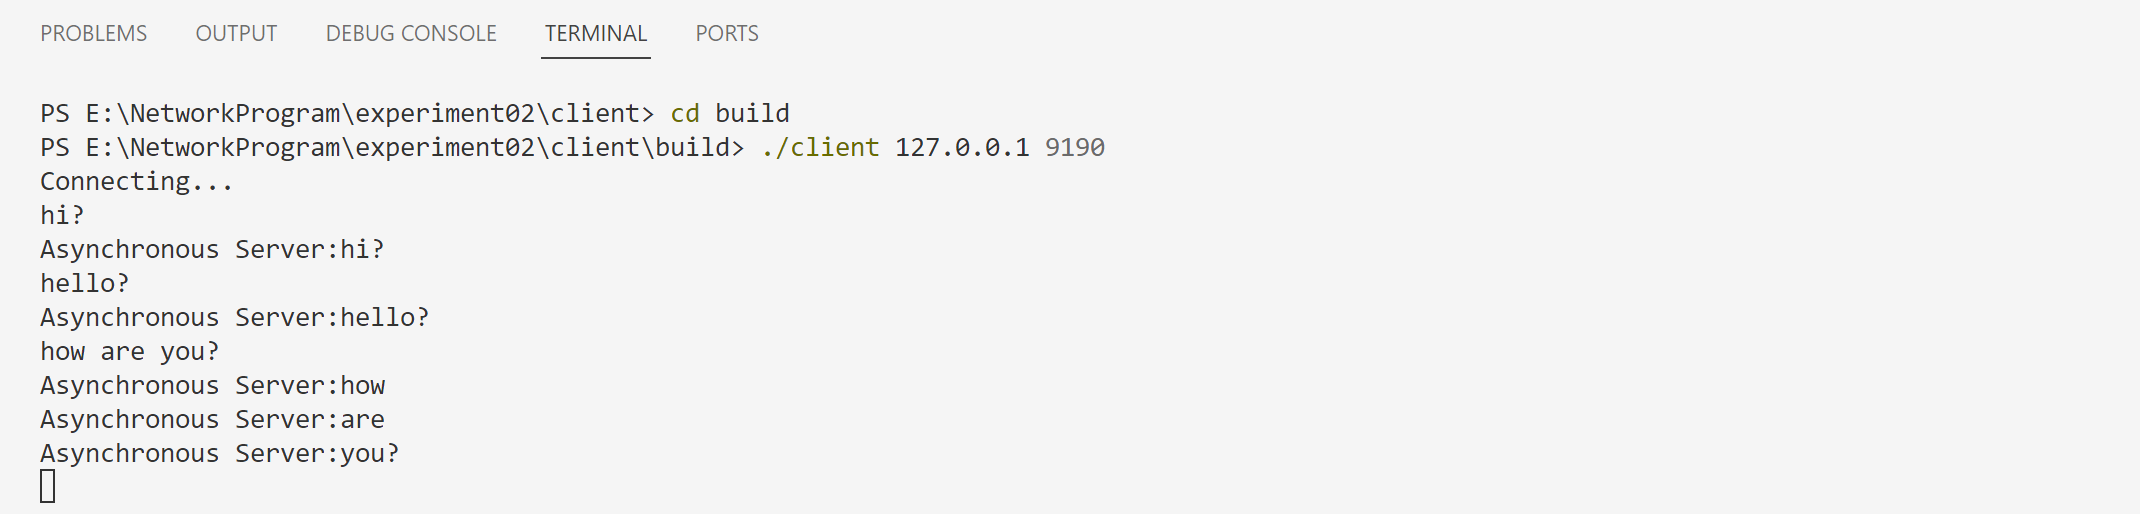 PROBLEMS OUTPUT DEBUG CONSOLE TERMINAL PORTS
PS E:\NetworkProgram\experiment02\client> cd build
PS E:\NetworkProgram\experiment02\client\build> ./client 127.0.0.1 9190
Connecting...
hi?
Asynchronous Server:hi?
hello?
Asynchronous Server:hello?
how are you?
Asynchronous Server:how
Asynchronous Server:are
Asynchronous Server:you?